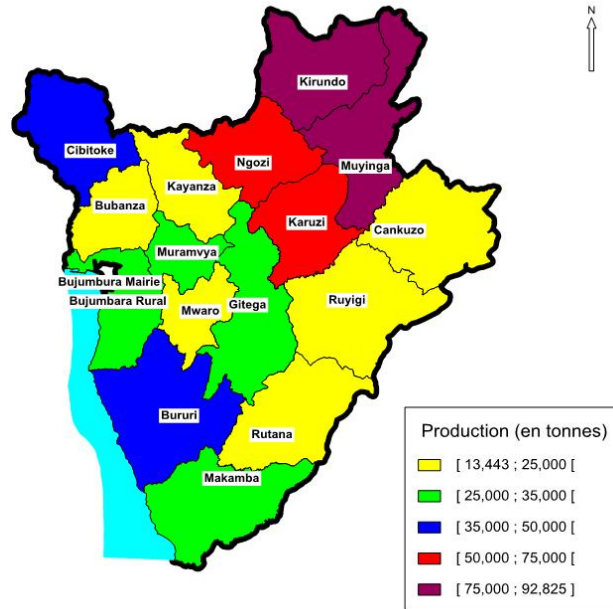 N
Kirundo
Cibitoke
Ngozi
Muyinga
Kayanza
Bubanza
Karuzi
Cankuzo
Muramvya
Bujumbura Mairie
Bujumbara Rural
Gitega
Mwaro
Ruyigi
Bururi
Rutana
Makamba
Production (en tonnes)
[ 13,443 ; 25,000 [
[ 25,000 ; 35,000 [
[ 35,000 ; 50,000 [
[ 50,000 ; 75,000 [
[ 75,000 ; 92,825 [